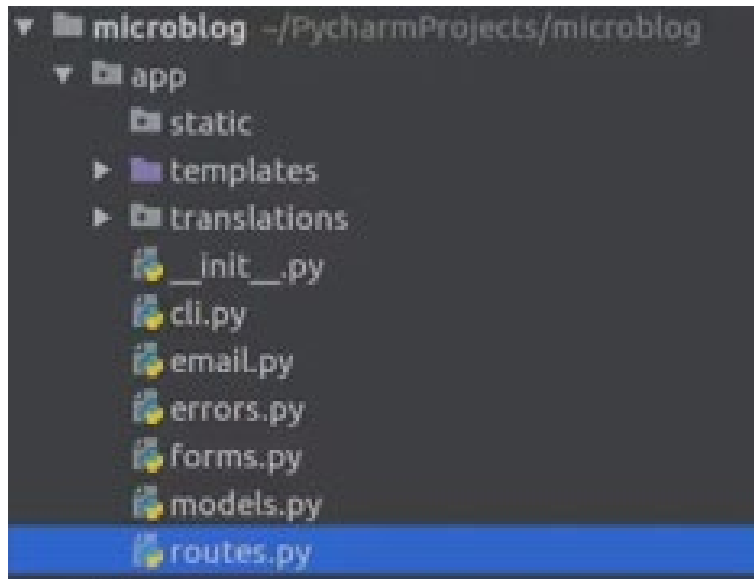 microblog ~/PycharmProjects/microblog
app
static
templates
translations
__init__.py
cli.py
email.py
errors.py
forms.py
models.py
routes.py